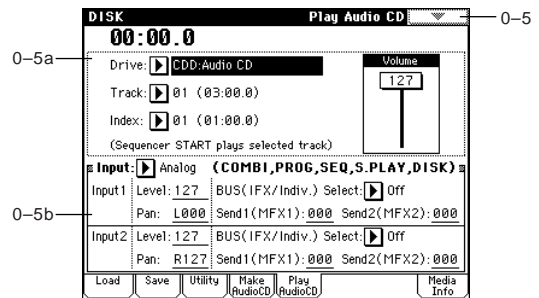 DISK Play Audio CD 0–5
00:00.0
0–5a
Drive: CDD:Audio CD Volume
127
Track: 01 (03:00.0)
Index: 01 (01:00.0)
(Sequencer START plays selected track)
Input: Analog (COMBI,PROG,SEQ,S.PLAY,DISK)
Input1 Level: 127 BUS(IFX/Indiv.) Select: Off
0–5b
Pan: L000 Send1(MFX1): 000 Send2(MFX2): 000
Input2 Level: 127 BUS(IFX/Indiv.) Select: Off
Pan: R127 Send1(MFX1): 000 Send2(MFX2): 000
Load Save Utility Make AudioCD Play AudioCD Media Info